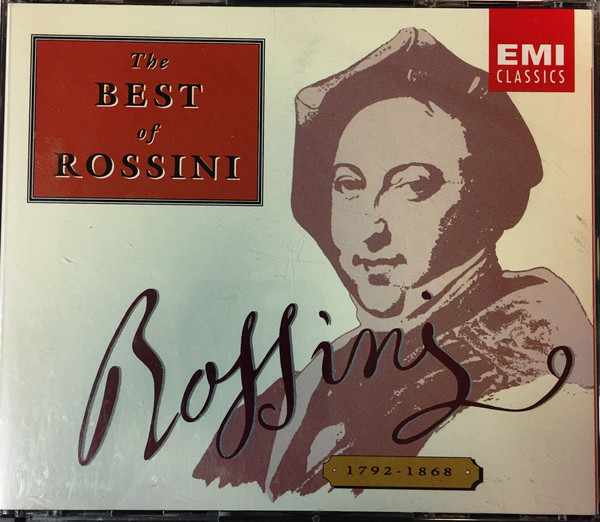 The
BEST
of
ROSSINI
EMI
CLASSICS
Rossini
1792-1868